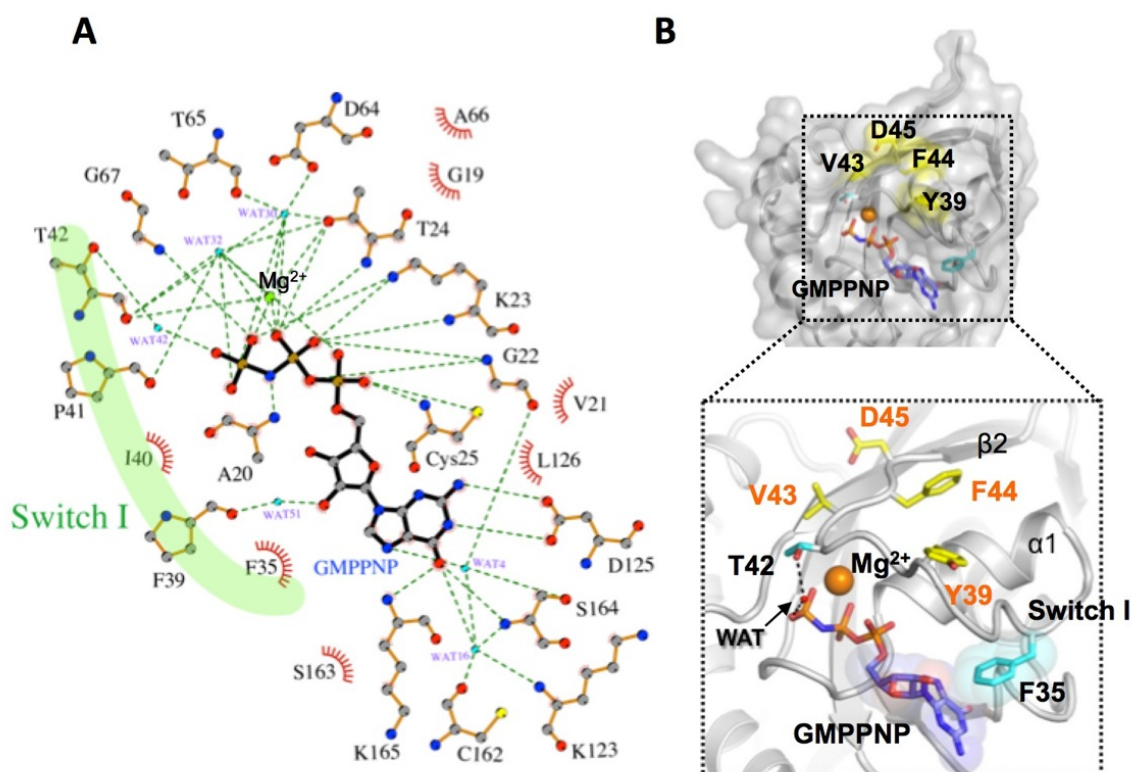 A
D64
A66
T65
G19
G67
WAT30
T24
T42
WAT32
Mg2+
K23
WAT42
G22
P41
V21
I40
A20
Cys25
L126
Switch I
WAT51
F39
F35
GMPPNP
WAT4
D125
S164
WAT16
S163
K165
C162
K123
B
D45
V43
F44
Y39
GMPPNP
D45
β2
V43
F44
T42
Mg2+
α1
Y39
Switch I
WAT
F35
GMPPNP